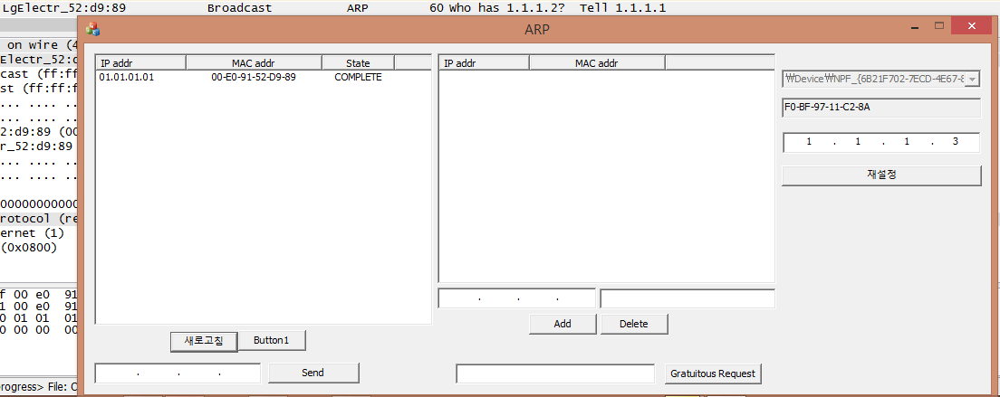 LgElectr_52:d9:89 Broadcast ARP 60 Who has 1.1.1.2? Tell 1.1.1.1
ARP
on wire (4
Electr_52:d
cast (ff:ff:f
st (ff:ff:f
... .... ..
... .... ..
2:d9:89 (00
r_52:d9:89
... .... ..
... .... ..
00000000000
rotocol (re
ernet (1)
(0x0800)
f 00 e0 91
1 00 e0 91
0 01 01 01
0 00 00 00
rogress> File: C
IP addr MAC addr State
01.01.01.01 00-E0-91-52-D9-89 COMPLETE
새로고침 Button1
. . . Send
IP addr MAC addr
. . .
Add Delete
Gratuitous Request
₩Device₩NPF_{6B21F702-7ECD-4E67-8
F0-BF-97-11-C2-8A
1 . 1 . 1 . 3
재설정